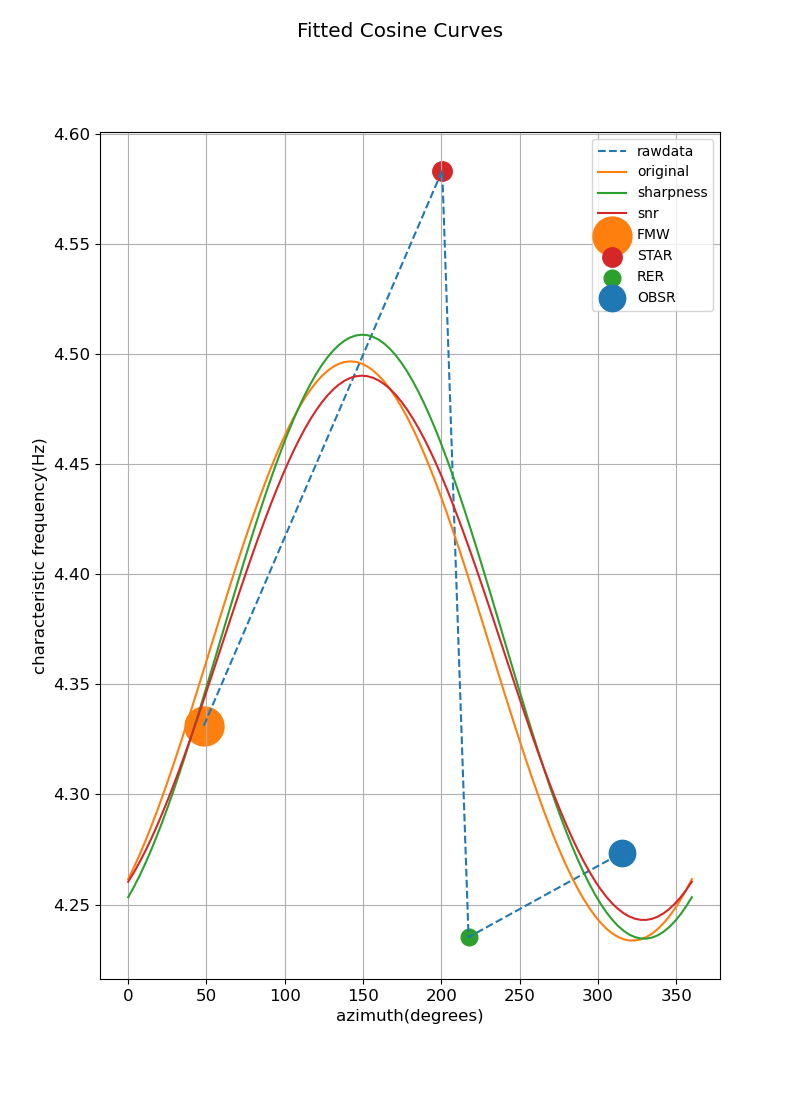 Fitted Cosine Curves
4.60
4.55
4.50
4.45
4.40
4.35
4.30
4.25
characteristic frequency(Hz)
rawdata
original
sharpness
snr
FMW
STAR
RER
OBSR
0 50 100 150 200 250 300 350
azimuth(degrees)